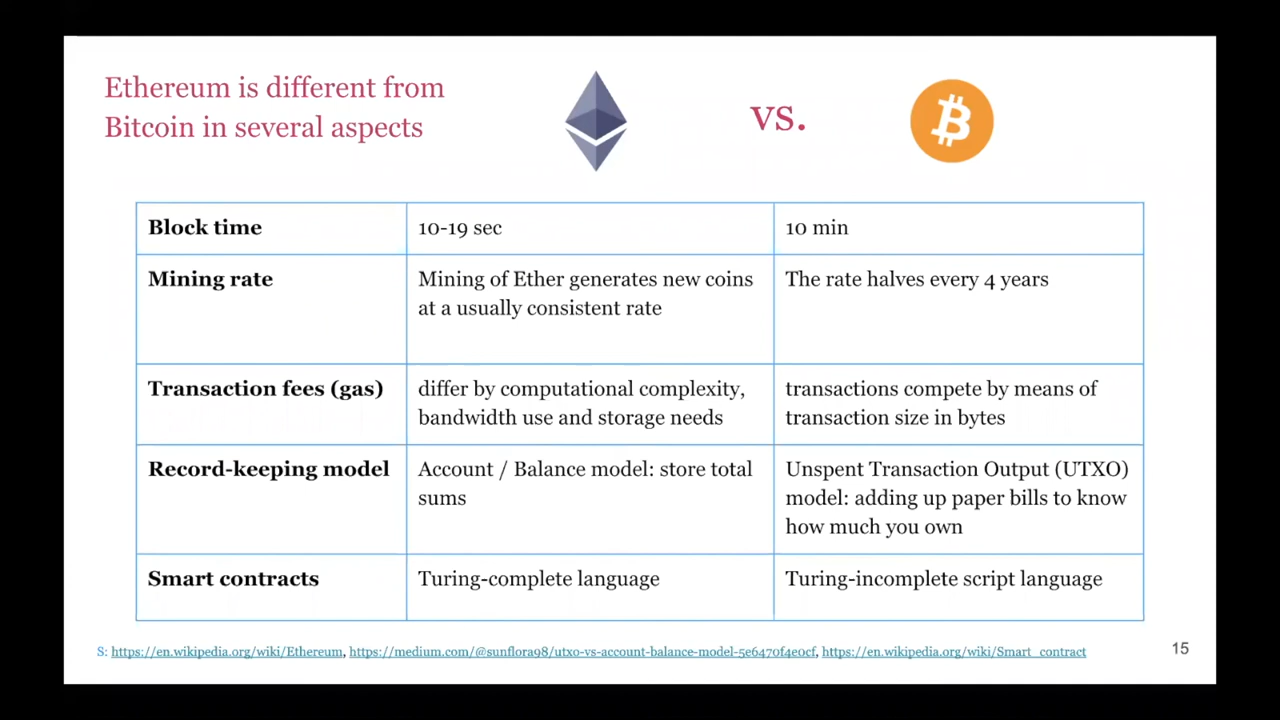 Ethereum is different from
Bitcoin in several aspects
vs.
Block time
10-19 sec
10 min
Mining rate
Mining of Ether generates new coins
at a usually consistent rate
The rate halves every 4 years
Transaction fees (gas)
differ by computational complexity,
bandwidth use and storage needs
transactions compete by means of
transaction size in bytes
Record-keeping model
Account / Balance model: store total
sums
Unspent Transaction Output (UTXO)
model: adding up paper bills to know
how much you own
Smart contracts
Turing-complete language
Turing-incomplete script language
S: https://en.wikipedia.org/wiki/Ethereum, https://medium.com/@sunflora98/utxo-vs-account-balance-model-5e6470f4e0cf, https://en.wikipedia.org/wiki/Smart_contract
15